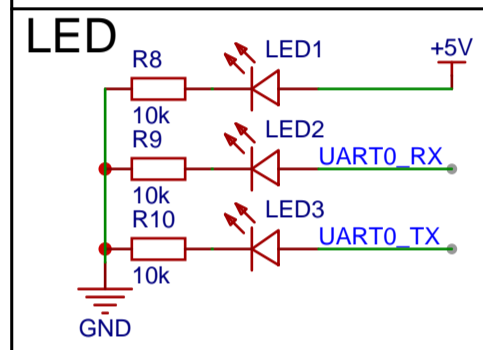 LED
R8
LED1
+5V
10k
R9
LED2
UART0_RX
10k
R10
LED3
UART0_TX
10k
GND